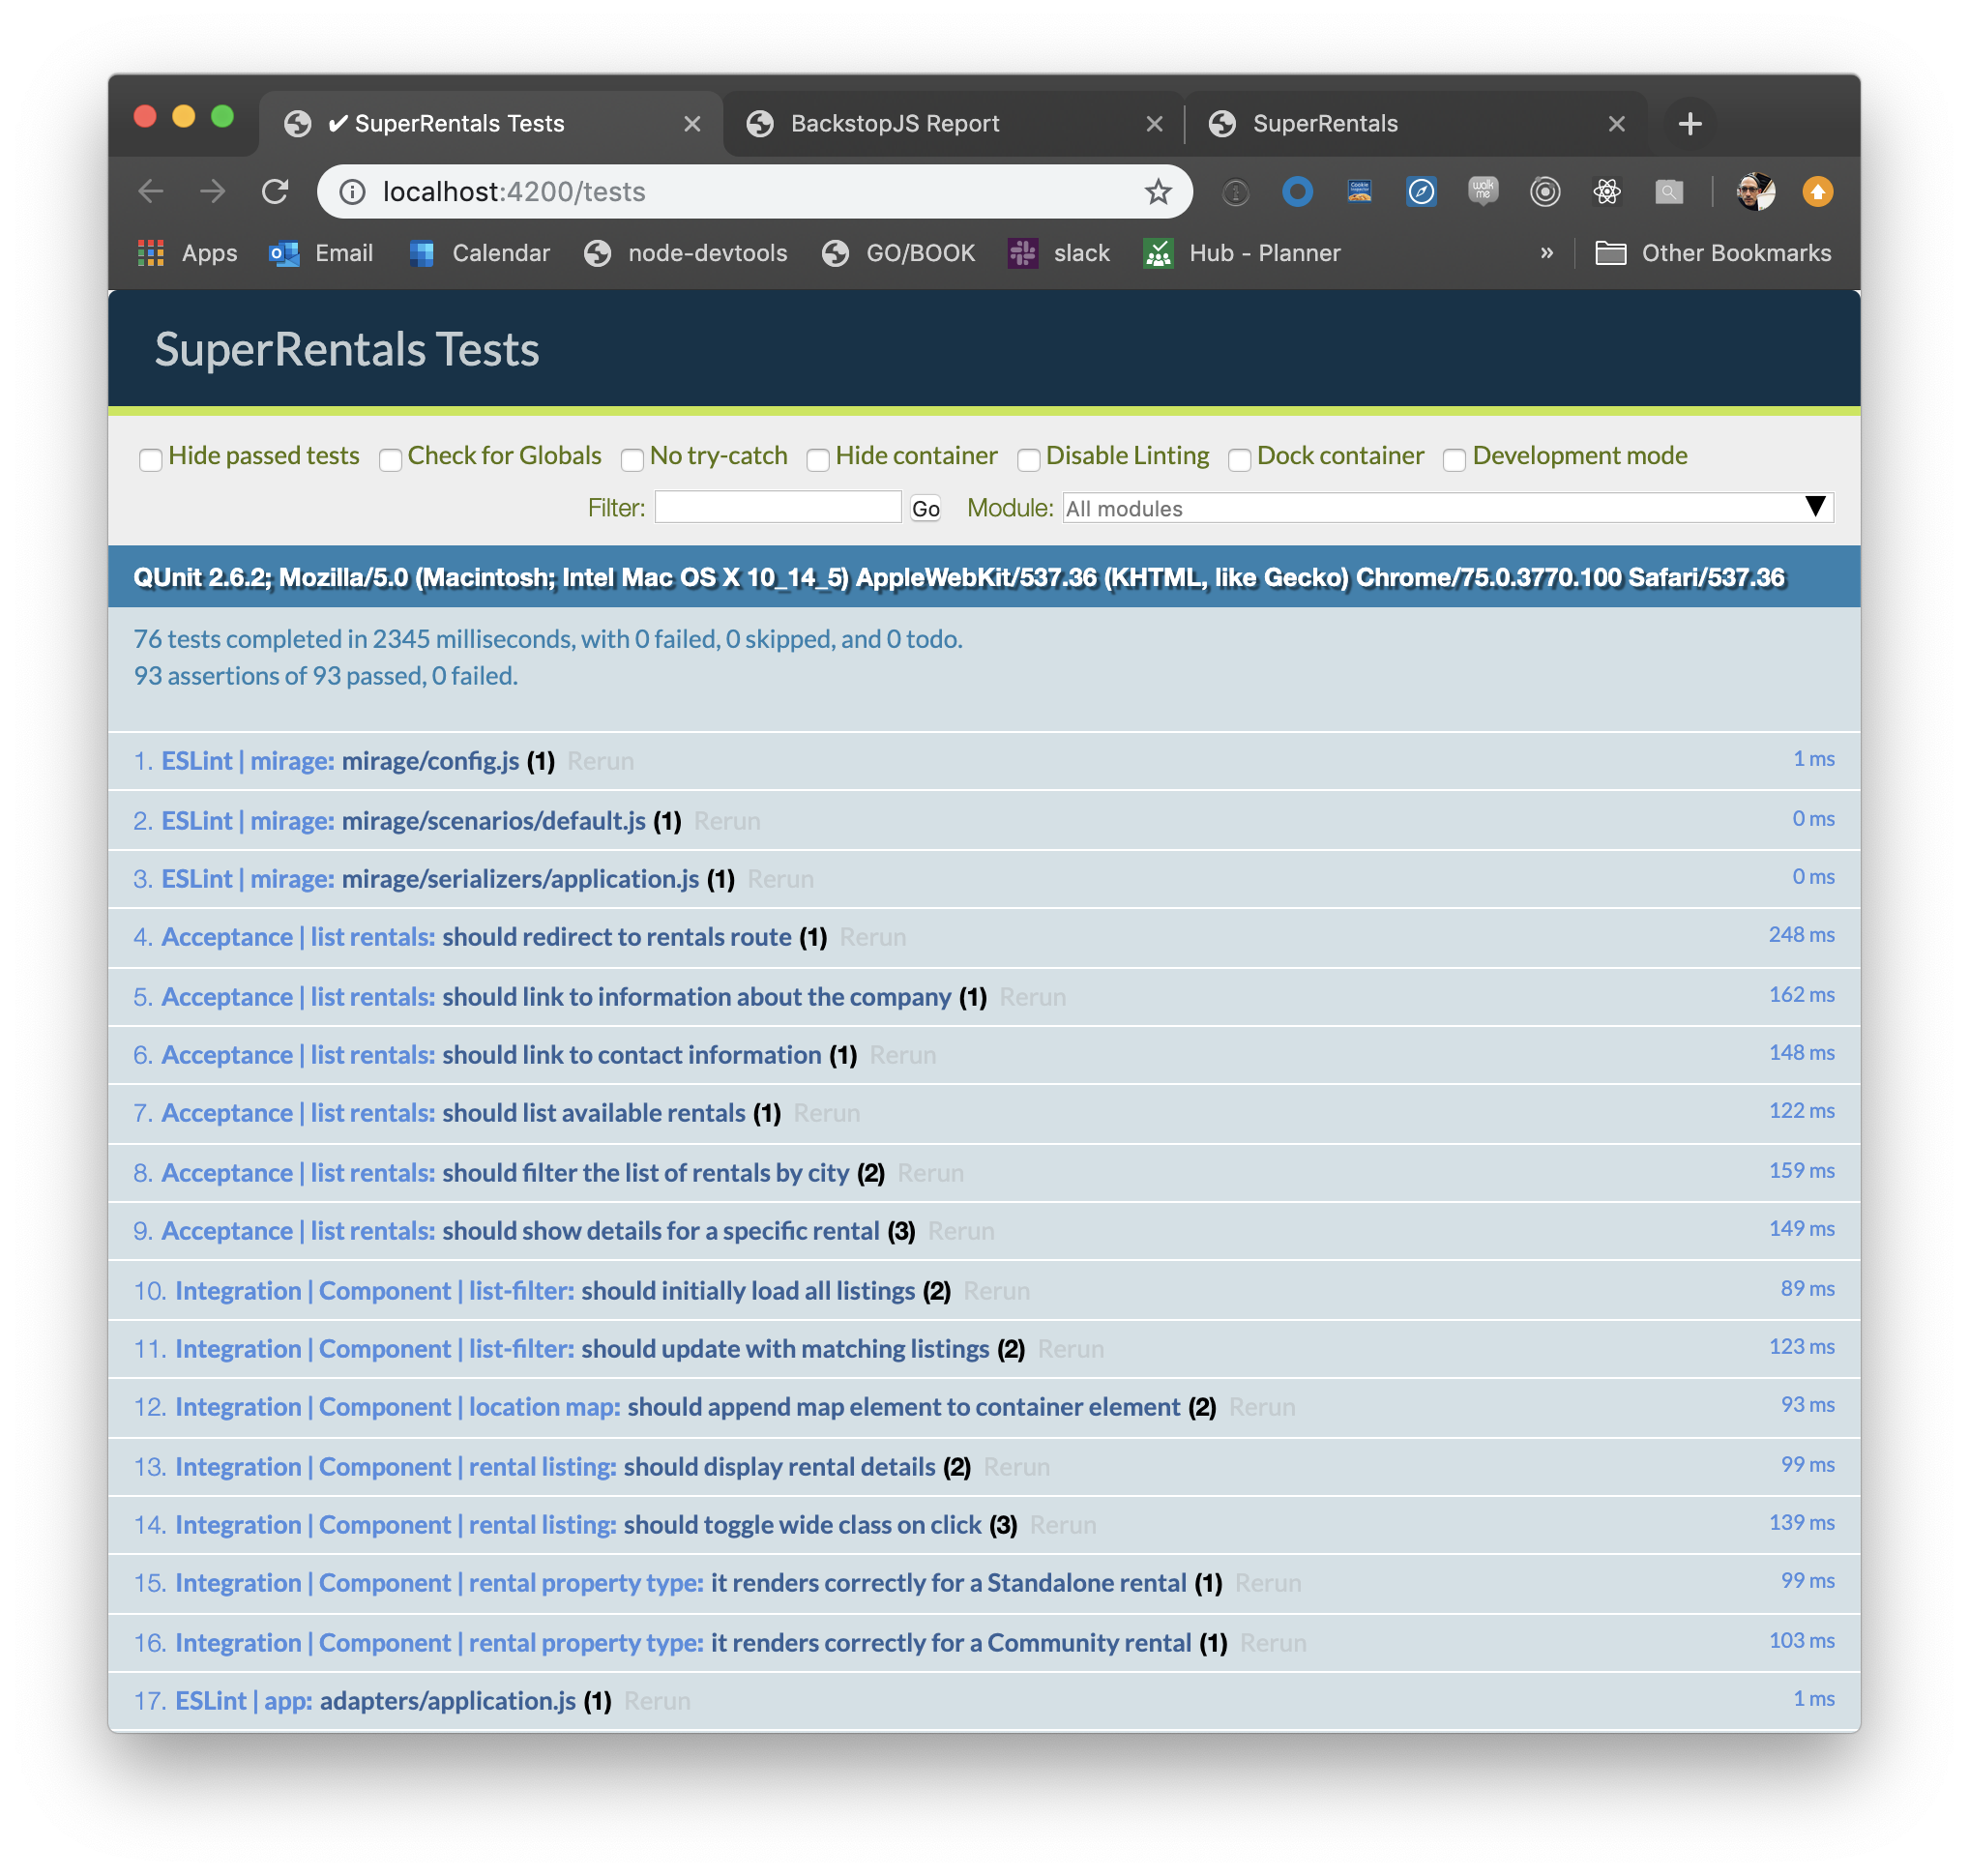 ✔ SuperRentals Tests
BackstopJS Report
SuperRentals
localhost:4200/tests
Apps
Email
Calendar
node-devtools
GO/BOOK
slack
Hub - Planner
»
Other Bookmarks
SuperRentals Tests
Hide passed tests Check for Globals No try-catch Hide container Disable Linting Dock container Development mode
Filter: Go Module: All modules
QUnit 2.6.2; Mozilla/5.0 (Macintosh; Intel Mac OS X 10_14_5) AppleWebKit/537.36 (KHTML, like Gecko) Chrome/75.0.3770.100 Safari/537.36
76 tests completed in 2345 milliseconds, with 0 failed, 0 skipped, and 0 todo.
93 assertions of 93 passed, 0 failed.
1. ESLint | mirage: mirage/config.js (1) Rerun 1 ms
2. ESLint | mirage: mirage/scenarios/default.js (1) Rerun 0 ms
3. ESLint | mirage: mirage/serializers/application.js (1) Rerun 0 ms
4. Acceptance | list rentals: should redirect to rentals route (1) Rerun 248 ms
5. Acceptance | list rentals: should link to information about the company (1) Rerun 162 ms
6. Acceptance | list rentals: should link to contact information (1) Rerun 148 ms
7. Acceptance | list rentals: should list available rentals (1) Rerun 122 ms
8. Acceptance | list rentals: should filter the list of rentals by city (2) Rerun 159 ms
9. Acceptance | list rentals: should show details for a specific rental (3) Rerun 149 ms
10. Integration | Component | list-filter: should initially load all listings (2) Rerun 89 ms
11. Integration | Component | list-filter: should update with matching listings (2) Rerun 123 ms
12. Integration | Component | location map: should append map element to container element (2) Rerun 93 ms
13. Integration | Component | rental listing: should display rental details (2) Rerun 99 ms
14. Integration | Component | rental listing: should toggle wide class on click (3) Rerun 139 ms
15. Integration | Component | rental property type: it renders correctly for a Standalone rental (1) Rerun 99 ms
16. Integration | Component | rental property type: it renders correctly for a Community rental (1) Rerun 103 ms
17. ESLint | app: adapters/application.js (1) Rerun 1 ms